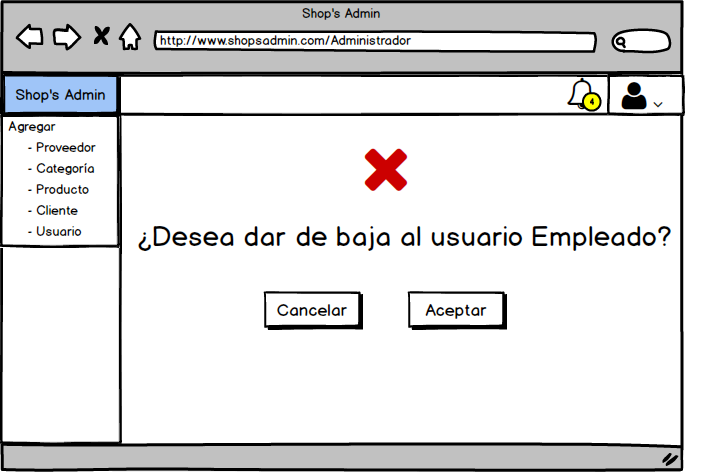 Shop's Admin
http://www.shopsadmin.com/Administrador
Shop's Admin
4
Agregar
- Proveedor
- Categoría
- Producto
- Cliente
- Usuario
¿Desea dar de baja al usuario Empleado?
Cancelar
Aceptar